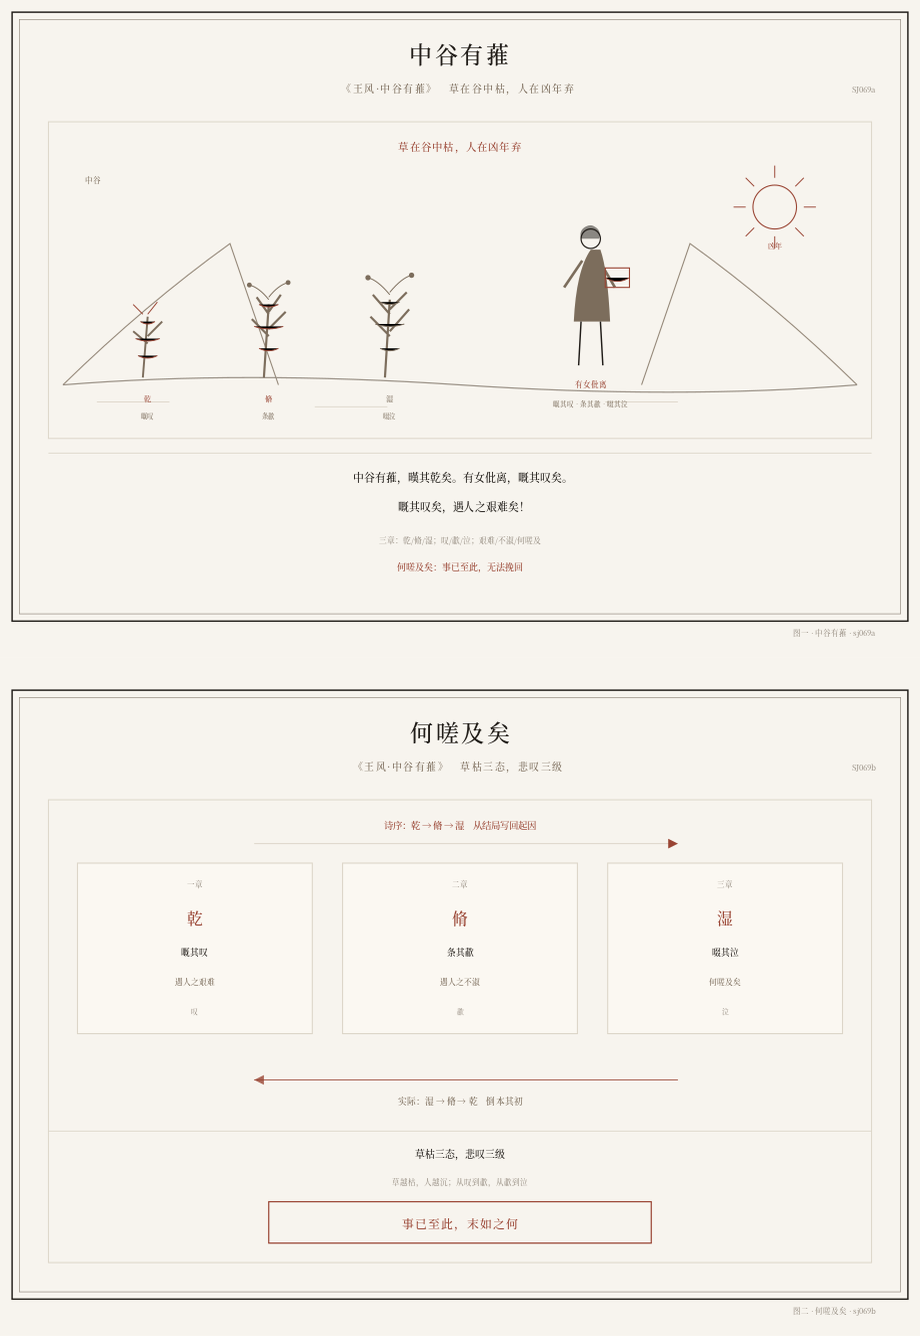 中谷有蓷
《王风·中谷有蓷》　草在谷中枯，人在凶年弃
SJ069a
草在谷中枯，人在凶年弃
中谷
凶年
乾
脩
湿
有女仳离
嘅其叹
条歗
啜泣
嘅其叹 · 条其歗 · 啜其泣
中谷有蓷，暵其乾矣。有女仳离，嘅其叹矣。
嘅其叹矣，遇人之艰难矣！
三章：乾/脩/湿；叹/歗/泣；艰难/不淑/何嗟及
何嗟及矣：事已至此，无法挽回
图一 · 中谷有蓷 · sj069a
何嗟及矣
《王风·中谷有蓷》　草枯三态，悲叹三级
SJ069b
诗序：乾→脩→湿　从结局写回起因
一章
乾
嘅其叹
遇人之艰难
叹
二章
脩
条其歗
遇人之不淑
歗
三章
湿
啜其泣
何嗟及矣
泣
实际：湿→脩→乾　倒本其初
草枯三态，悲叹三级
草越枯，人越沉；从叹到歗，从歗到泣
事已至此，末如之何
图二 · 何嗟及矣 · sj069b